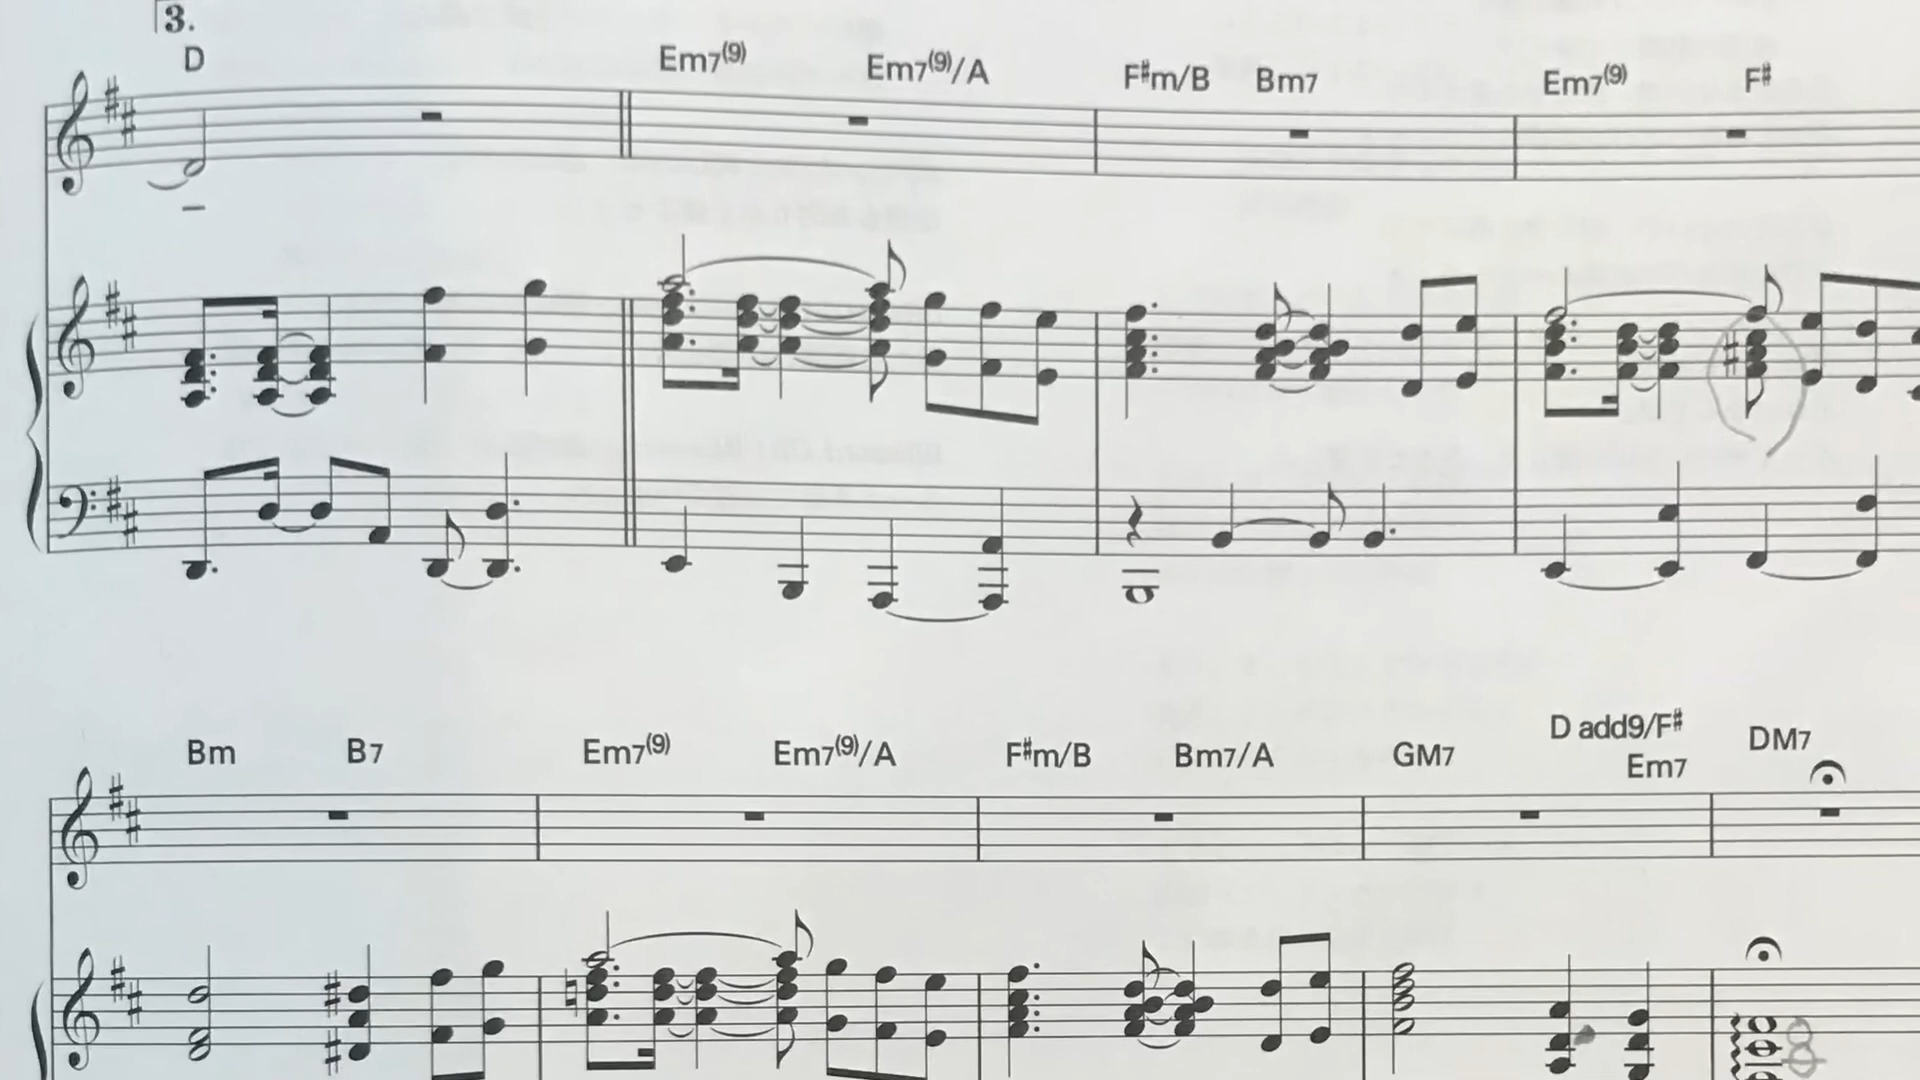 3.
D Em7(9) Em7(9)/A F♯m/B Bm7 Em7(9) F♯
Bm B7 Em7(9) Em7(9)/A F♯m/B Bm7/A GM7 D add9/F♯ DM7
Em7